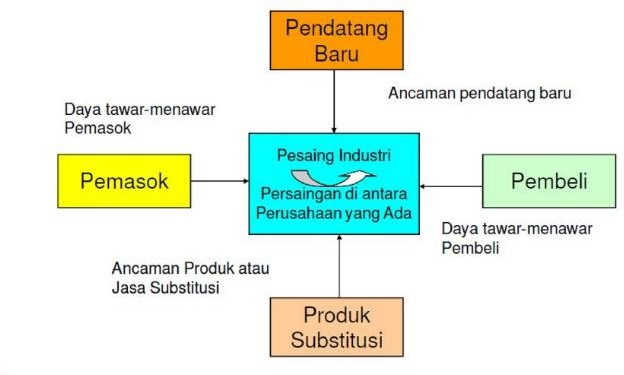 Pendatang
Baru
Ancaman pendatang baru
Daya tawar-menawar
Pemasok
Pesaing Industri
Pemasok
Persaingan di antara
Perusahaan yang Ada
Pembeli
Daya tawar-menawar
Pembeli
Ancaman Produk atau
Jasa Substitusi
Produk
Substitusi